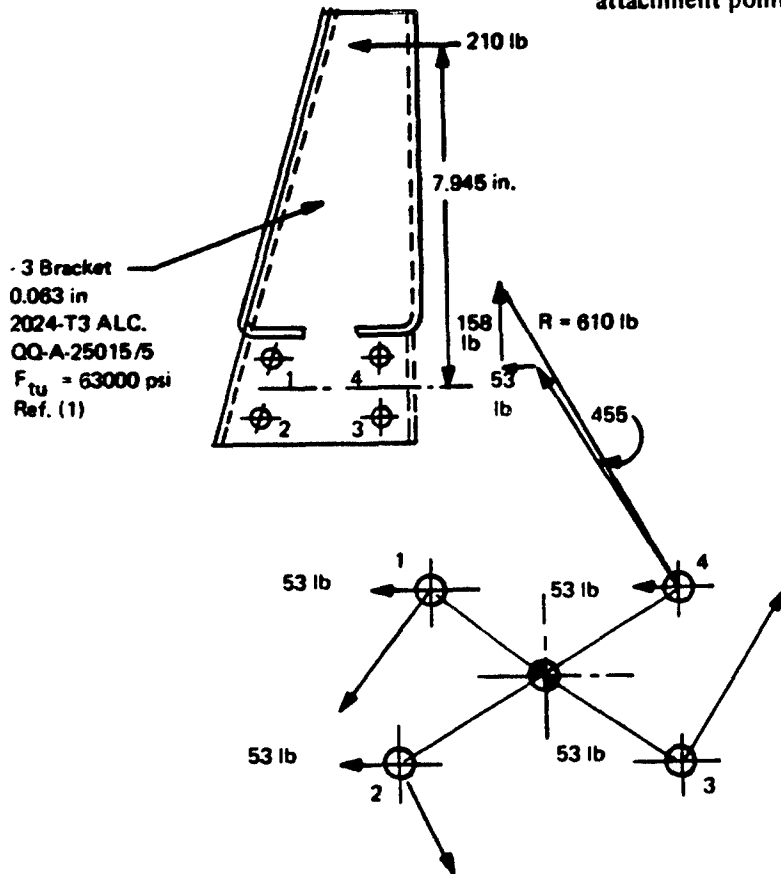 attachment poin
210 lb
7.945 in.
- 3 Bracket
0.063 in
2024-T3 ALC.
QQ-A-25015/5
F_tu = 63000 psi
Ref. (1)
158
lb
R = 610 lb
1
4
53
lb
2
3
455
1
4
53 lb
53 lb
53 lb
53 lb
2
3